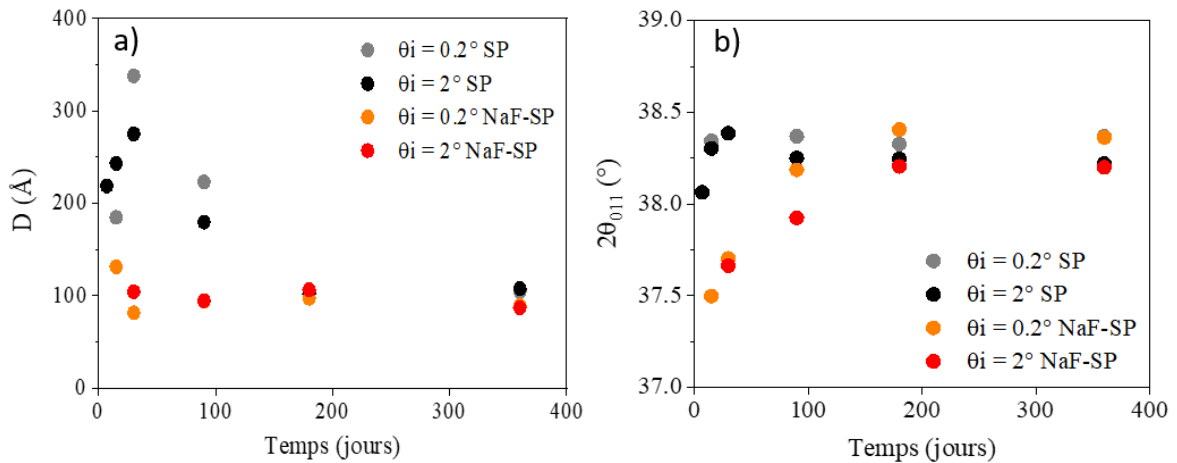 a)
400
300
200
100
0
D (Å)
0 100 200 300 400
Temps (jours)
θi = 0.2° SP
θi = 2° SP
θi = 0.2° NaF-SP
θi = 2° NaF-SP
b)
39.0
38.5
38.0
37.5
37.0
2θ011 (°)
0 100 200 300 400
Temps (jours)
θi = 0.2° SP
θi = 2° SP
θi = 0.2° NaF-SP
θi = 2° NaF-SP